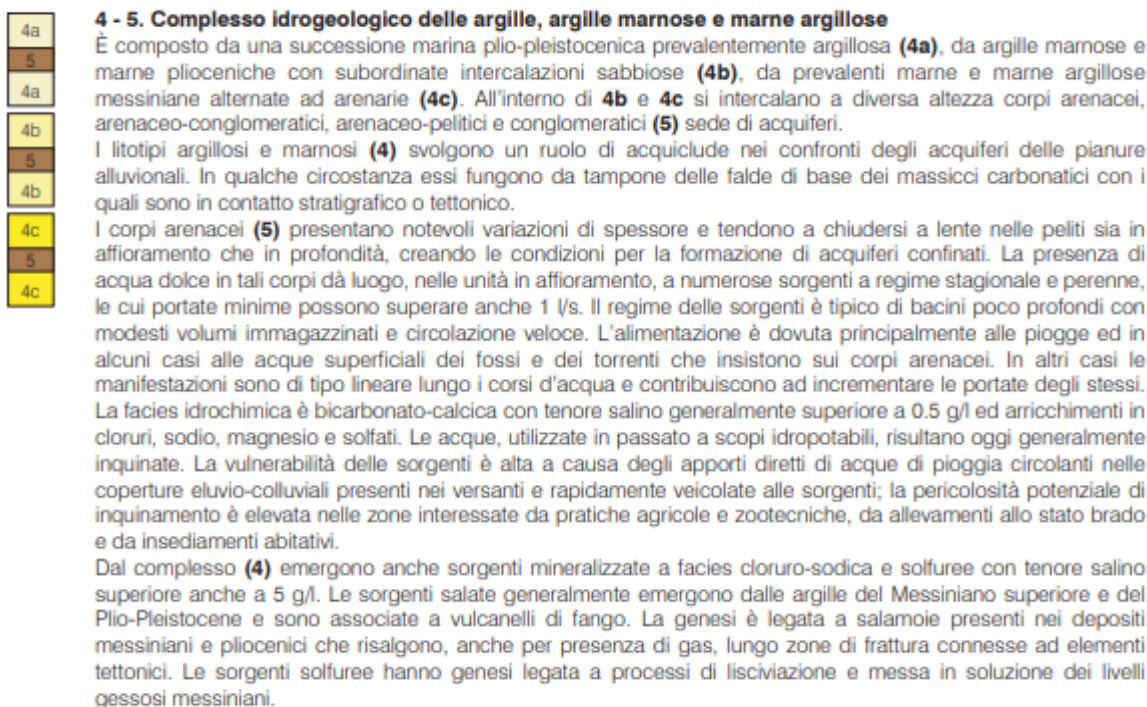 4a
5
4a
4b
5
4b
4c
5
4c
4 - 5. Complesso idrogeologico delle argille, argille marnose e marne argillose
È composto da una successione marina plio-pleistocenica prevalentemente argillosa (4a), da argille marnose e
marne plioceniche con subordinate intercalazioni sabbiose (4b), da prevalenti marne e marne argillose
messiniane alternate ad arenarie (4c). All'interno di 4b e 4c si intercalano a diversa altezza corpi arenacei,
arenaceo-conglomeratici, arenaceo-pelitici e conglomeratici (5) sede di acquiferi.
I litotipi argillosi e marnosi (4) svolgono un ruolo di acquiclude nei confronti degli acquiferi delle pianure
alluvionali. In qualche circostanza essi fungono da tampone delle falde di base dei massicci carbonatici con i
quali sono in contatto stratigrafico o tettonico.
I corpi arenacei (5) presentano notevoli variazioni di spessore e tendono a chiudersi a lente nelle peliti sia in
affioramento che in profondità, creando le condizioni per la formazione di acquiferi confinati. La presenza di
acqua dolce in tali corpi dà luogo, nelle unità in affioramento, a numerose sorgenti a regime stagionale e perenne,
le cui portate minime possono superare anche 1 l/s. Il regime delle sorgenti è tipico di bacini poco profondi con
modesti volumi immagazzinati e circolazione veloce. L'alimentazione è dovuta principalmente alle piogge ed in
alcuni casi alle acque superficiali dei fossi e dei torrenti che insistono sui corpi arenacei. In altri casi le
manifestazioni sono di tipo lineare lungo i corsi d'acqua e contribuiscono ad incrementare le portate degli stessi.
La facies idrochimica è bicarbonato-calcica con tenore salino generalmente superiore a 0.5 g/l ed arricchimenti in
cloruri, sodio, magnesio e solfati. Le acque, utilizzate in passato a scopi idropotabili, risultano oggi generalmente
inquinate. La vulnerabilità delle sorgenti è alta a causa degli apporti diretti di acque di pioggia circolanti nelle
coperture eluvio-colluviali presenti nei versanti e rapidamente veicolate alle sorgenti; la pericolosità potenziale di
inquinamento è elevata nelle zone interessate da pratiche agricole e zootecniche, da allevamenti allo stato brado
e da insediamenti abitativi.
Dal complesso (4) emergono anche sorgenti mineralizzate a facies cloruro-sodica e solfuree con tenore salino
superiore anche a 5 g/l. Le sorgenti salate generalmente emergono dalle argille del Messiniano superiore e del
Plio-Pleistocene e sono associate a vulcanelli di fango. La genesi è legata a salamoie presenti nei depositi
messiniani e pliocenici che risalgono, anche per presenza di gas, lungo zone di frattura connesse ad elementi
tettonici. Le sorgenti solfuree hanno genesi legata a processi di lisciviazione e messa in soluzione dei livelli
gessosi messiniani.